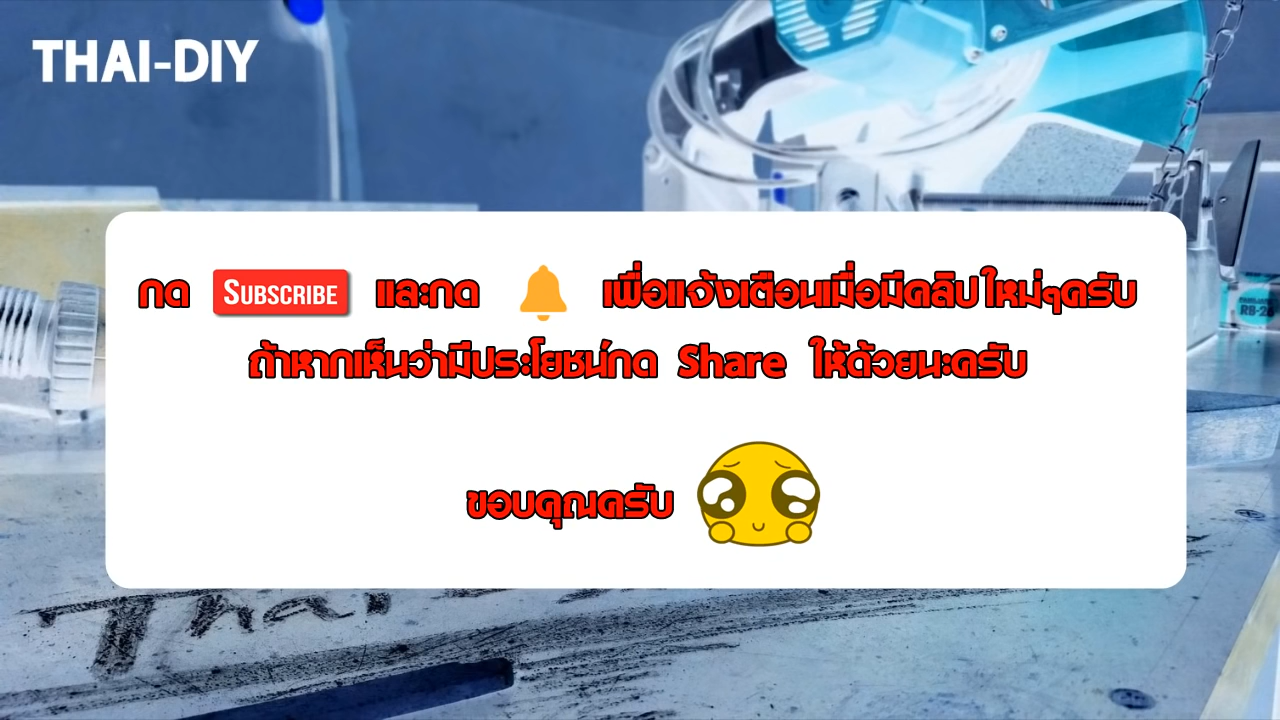 THAI-DIY
กด SUBSCRIBE และกด เพื่อแจ้งเตือนเมื่อมีคลิปใหม่ๆครับ
RB-28
ถ้าหากเห็นว่ามีประโยชน์กด Share ให้ด้วยนะครับ
ขอบคุณครับ
Thai